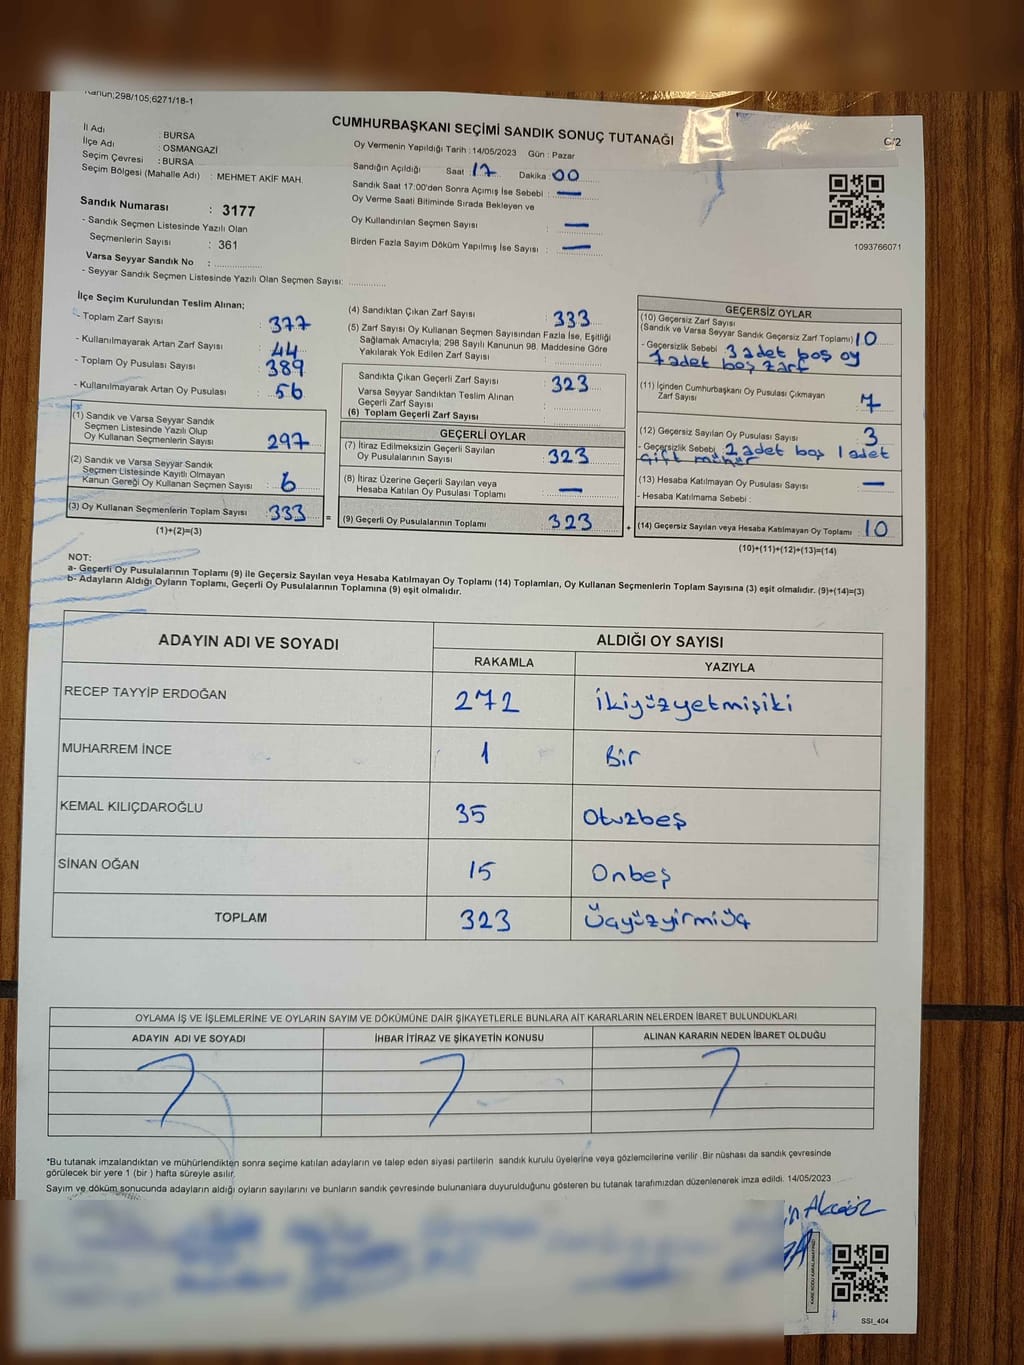 Kanun;298/105;6271/18-1
CUMHURBAŞKANI SEÇİMİ SANDIK SONUÇ TUTANAĞI
C/2
İl Adı : BURSA
İlçe Adı : OSMANGAZİ
Seçim Çevresi : BURSA
Seçim Bölgesi (Mahalle Adı) : MEHMET AKİF MAH.
Oy Vermenin Yapıldığı Tarih : 14/05/2023 Gün : Pazar
Sandığın Açıldığı Saat : 17 Dakika : 00
Sandık Saat 17:00'den Sonra Açımış İse Sebebi : —
Oy Verme Saati Bitiminde Sırada Bekleyen ve
Oy Kullandırılan Seçmen Sayısı : —
Birden Fazla Sayım Döküm Yapılmış İse Sayısı : —
1093766071
Sandık Numarası : 3177
- Sandık Seçmen Listesinde Yazılı Olan
Seçmenlerin Sayısı : 361
Varsa Seyyar Sandık No : ................
- Seyyar Sandık Seçmen Listesinde Yazılı Olan Seçmen Sayısı: .............
İlçe Seçim Kurulundan Teslim Alınan;
- Toplam Zarf Sayısı : 377
- Kullanılmayarak Artan Zarf Sayısı : 44
- Toplam Oy Pusulası Sayısı : 389
- Kullanılmayarak Artan Oy Pusulası : 56
(1) Sandık ve Varsa Seyyar Sandık
Seçmen Listesinde Yazılı Olup
Oy Kullanan Seçmenlerin Sayısı : 297
(2) Sandık ve Varsa Seyyar Sandık
Seçmen Listesinde Kayıtlı Olmayan
Kanun Gereği Oy Kullanan Seçmen Sayısı : 6
(3) Oy Kullanan Seçmenlerin Toplam Sayısı : 333 =
(1)+(2)=(3)
(4) Sandıktan Çıkan Zarf Sayısı : 333
(5) Zarf Sayısı Oy Kullanan Seçmen Sayısından Fazla İse, Eşitliği
Sağlamak Amacıyla; 298 Sayılı Kanunun 98. Maddesine Göre
Yakılarak Yok Edilen Zarf Sayısı : .............
Sandıkta Çıkan Geçerli Zarf Sayısı : 323
Varsa Seyyar Sandıktan Teslim Alınan
Geçerli Zarf Sayısı : .............
(6) Toplam Geçerli Zarf Sayısı : .............
GEÇERLİ OYLAR
(7) İtiraz Edilmeksizin Geçerli Sayılan
Oy Pusulalarının Sayısı : 323
(8) İtiraz Üzerine Geçerli Sayılan veya
Hesaba Katılan Oy Pusulası Toplamı : —
(9) Geçerli Oy Pusulalarının Toplamı : 323 +
GEÇERSİZ OYLAR
(10) Geçersiz Zarf Sayısı
(Sandık ve Varsa Seyyar Sandık Geçersiz Zarf Toplamı) : 10
- Geçersizlik Sebebi : 3 adet boş oy
7 adet boş zarf
(11) İçinden Cumhurbaşkanı Oy Pusulası Çıkmayan
Zarf Sayısı : 7
(12) Geçersiz Sayılan Oy Pusulası Sayısı : 3
- Geçersizlik Sebebi : 2 adet boş 1 adet
çift mühür
(13) Hesaba Katılmayan Oy Pusulası Sayısı : —
- Hesaba Katılmama Sebebi :
(14) Geçersiz Sayılan veya Hesaba Katılmayan Oy Toplamı : 10
(10)+(11)+(12)+(13)=(14)
NOT:
a- Geçerli Oy Pusulalarının Toplamı (9) ile Geçersiz Sayılan veya Hesaba Katılmayan Oy Toplamı (14) Toplamları, Oy Kullanan Seçmenlerin Toplam Sayısına (3) eşit olmalıdır. (9)+(14)=(3)
b- Adayların Aldığı Oyların Toplamı, Geçerli Oy Pusulalarının Toplamına (9) eşit olmalıdır.
ADAYIN ADI VE SOYADI ALDIĞI OY SAYISI
RAKAMLA YAZIYLA
RECEP TAYYİP ERDOĞAN 272 ikiyüzyetmişiki
MUHARREM İNCE 1 Bir
KEMAL KILIÇDAROĞLU 35 Otuzbeş
SİNAN OĞAN 15 Onbeş
TOPLAM 323 üçyüzyirmiüç
OYLAMA İŞ VE İŞLEMLERİNE VE OYLARIN SAYIM VE DÖKÜMÜNE DAİR ŞİKAYETLERLE BUNLARA AİT KARARLARIN NELERDEN İBARET BULUNDUKLARI
ADAYIN ADI VE SOYADI İHBAR İTİRAZ VE ŞİKAYETİN KONUSU ALINAN KARARIN NEDEN İBARET OLDUĞU
*Bu tutanak imzalandıktan ve mühürlendikten sonra seçime katılan adayların ve talep eden siyasi partilerin sandık kurulu üyelerine veya gözlemcilerine verilir .Bir nüshası da sandık çevresinde
görülecek bir yere 1 (bir ) hafta süreyle asılır.
Sayım ve döküm sonucunda adayların aldığı oyların sayılarını ve bunların sandık çevresinde bulunanlara duyurulduğunu gösteren bu tutanak tarafımızdan düzenlenerek imza edildi. 14/05/2023
SSI_404